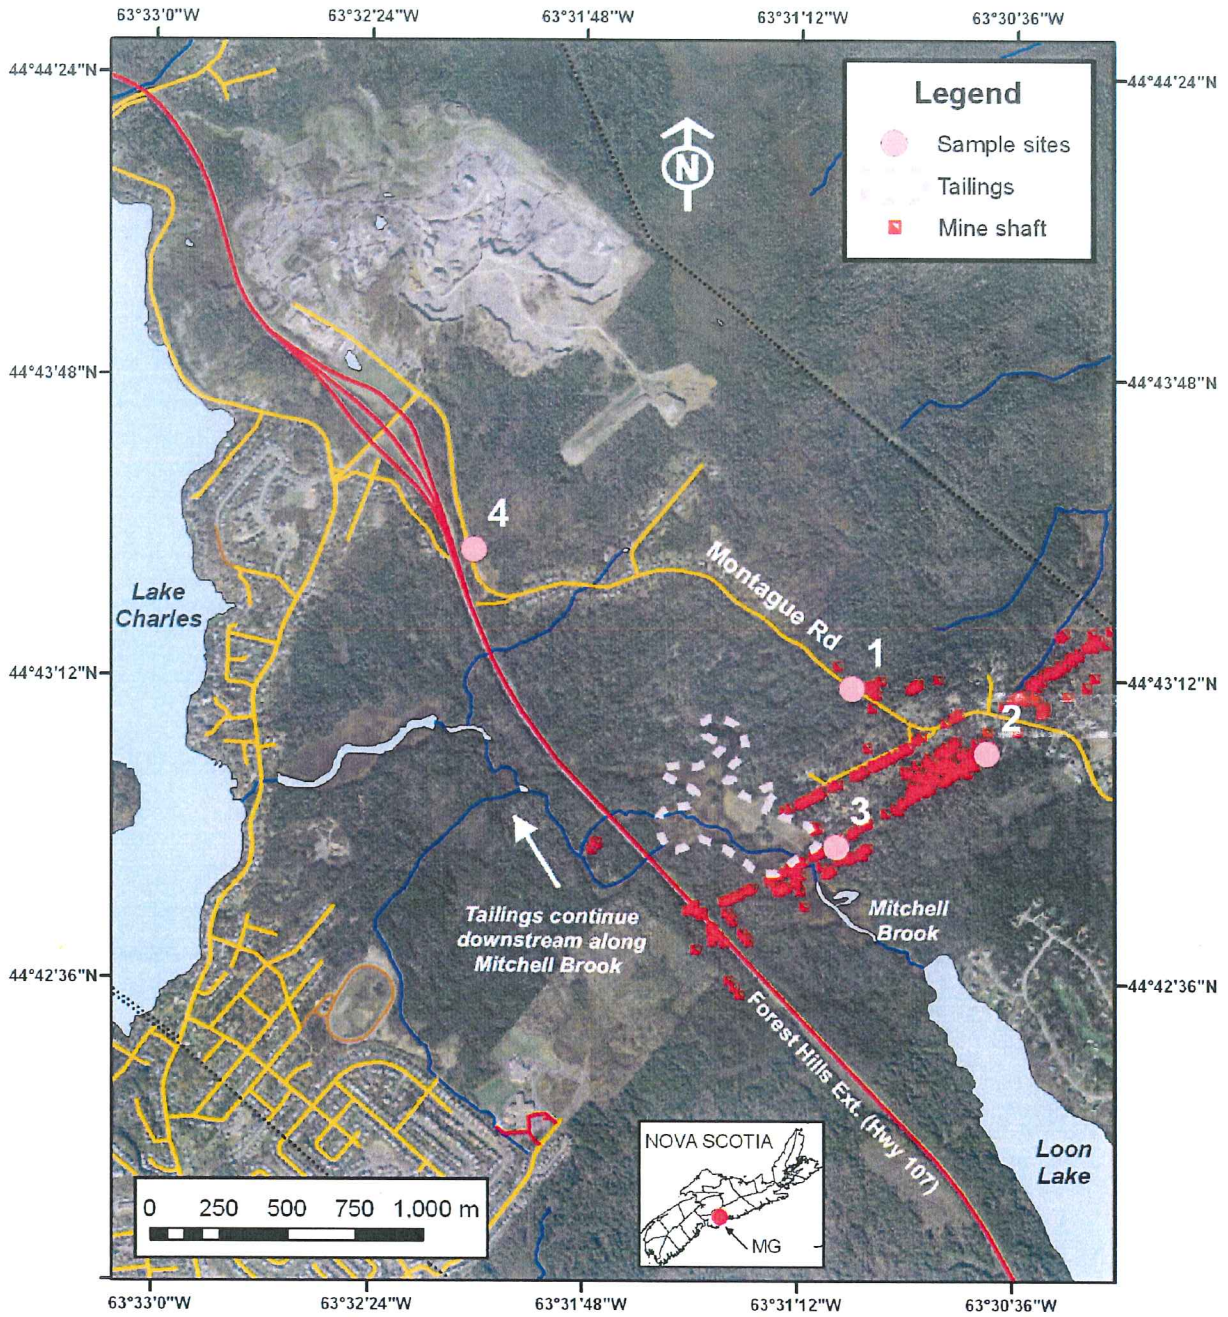 63°33'0"W
63°32'24"W
63°31'48"W
63°31'12"W
63°30'36"W
44°44'24"N
44°44'24"N
Legend
Sample sites
Tailings
Mine shaft
N
44°43'48"N
44°43'48"N
4
Montague Rd
Lake
Charles
1
44°43'12"N
44°43'12"N
2
3
Tailings continue
downstream along
Mitchell Brook
Mitchell
Brook
44°42'36"N
44°42'36"N
Forest Hills Ext. (Hwy 107)
NOVA SCOTIA
MG
Loon
Lake
0 250 500 750 1,000 m
63°33'0"W
63°32'24"W
63°31'48"W
63°31'12"W
63°30'36"W